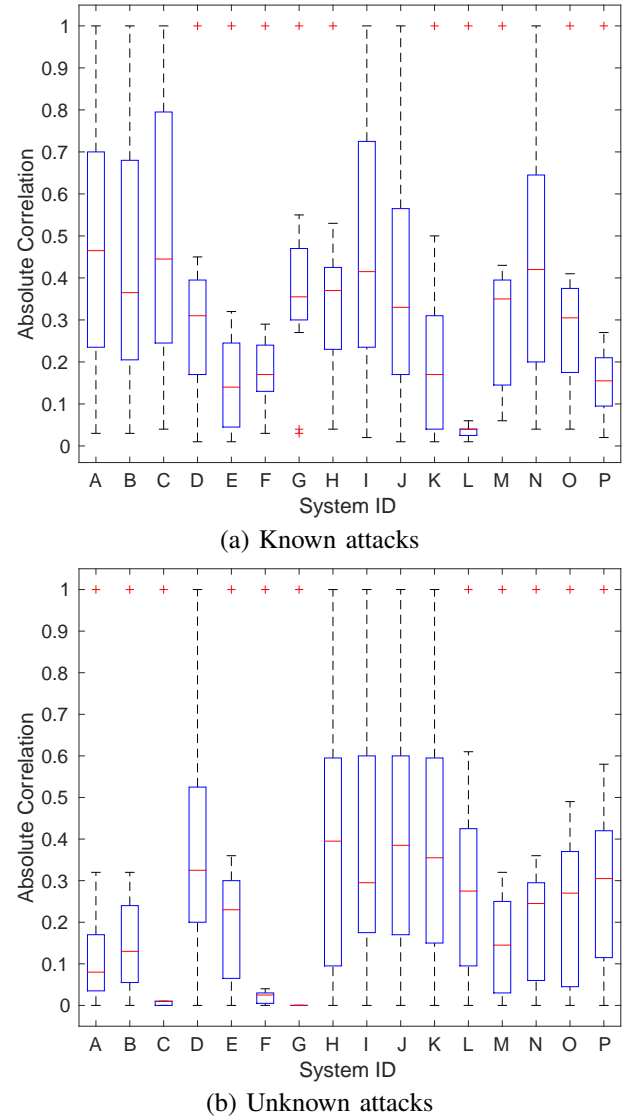 1
0.9
0.8
0.7
0.6
0.5
0.4
0.3
0.2
0.1
0
Absolute Correlation
A B C D E F G H I J K L M N O P
System ID
(a) Known attacks
1
0.9
0.8
0.7
0.6
0.5
0.4
0.3
0.2
0.1
0
Absolute Correlation
A B C D E F G H I J K L M N O P
System ID
(b) Unknown attacks